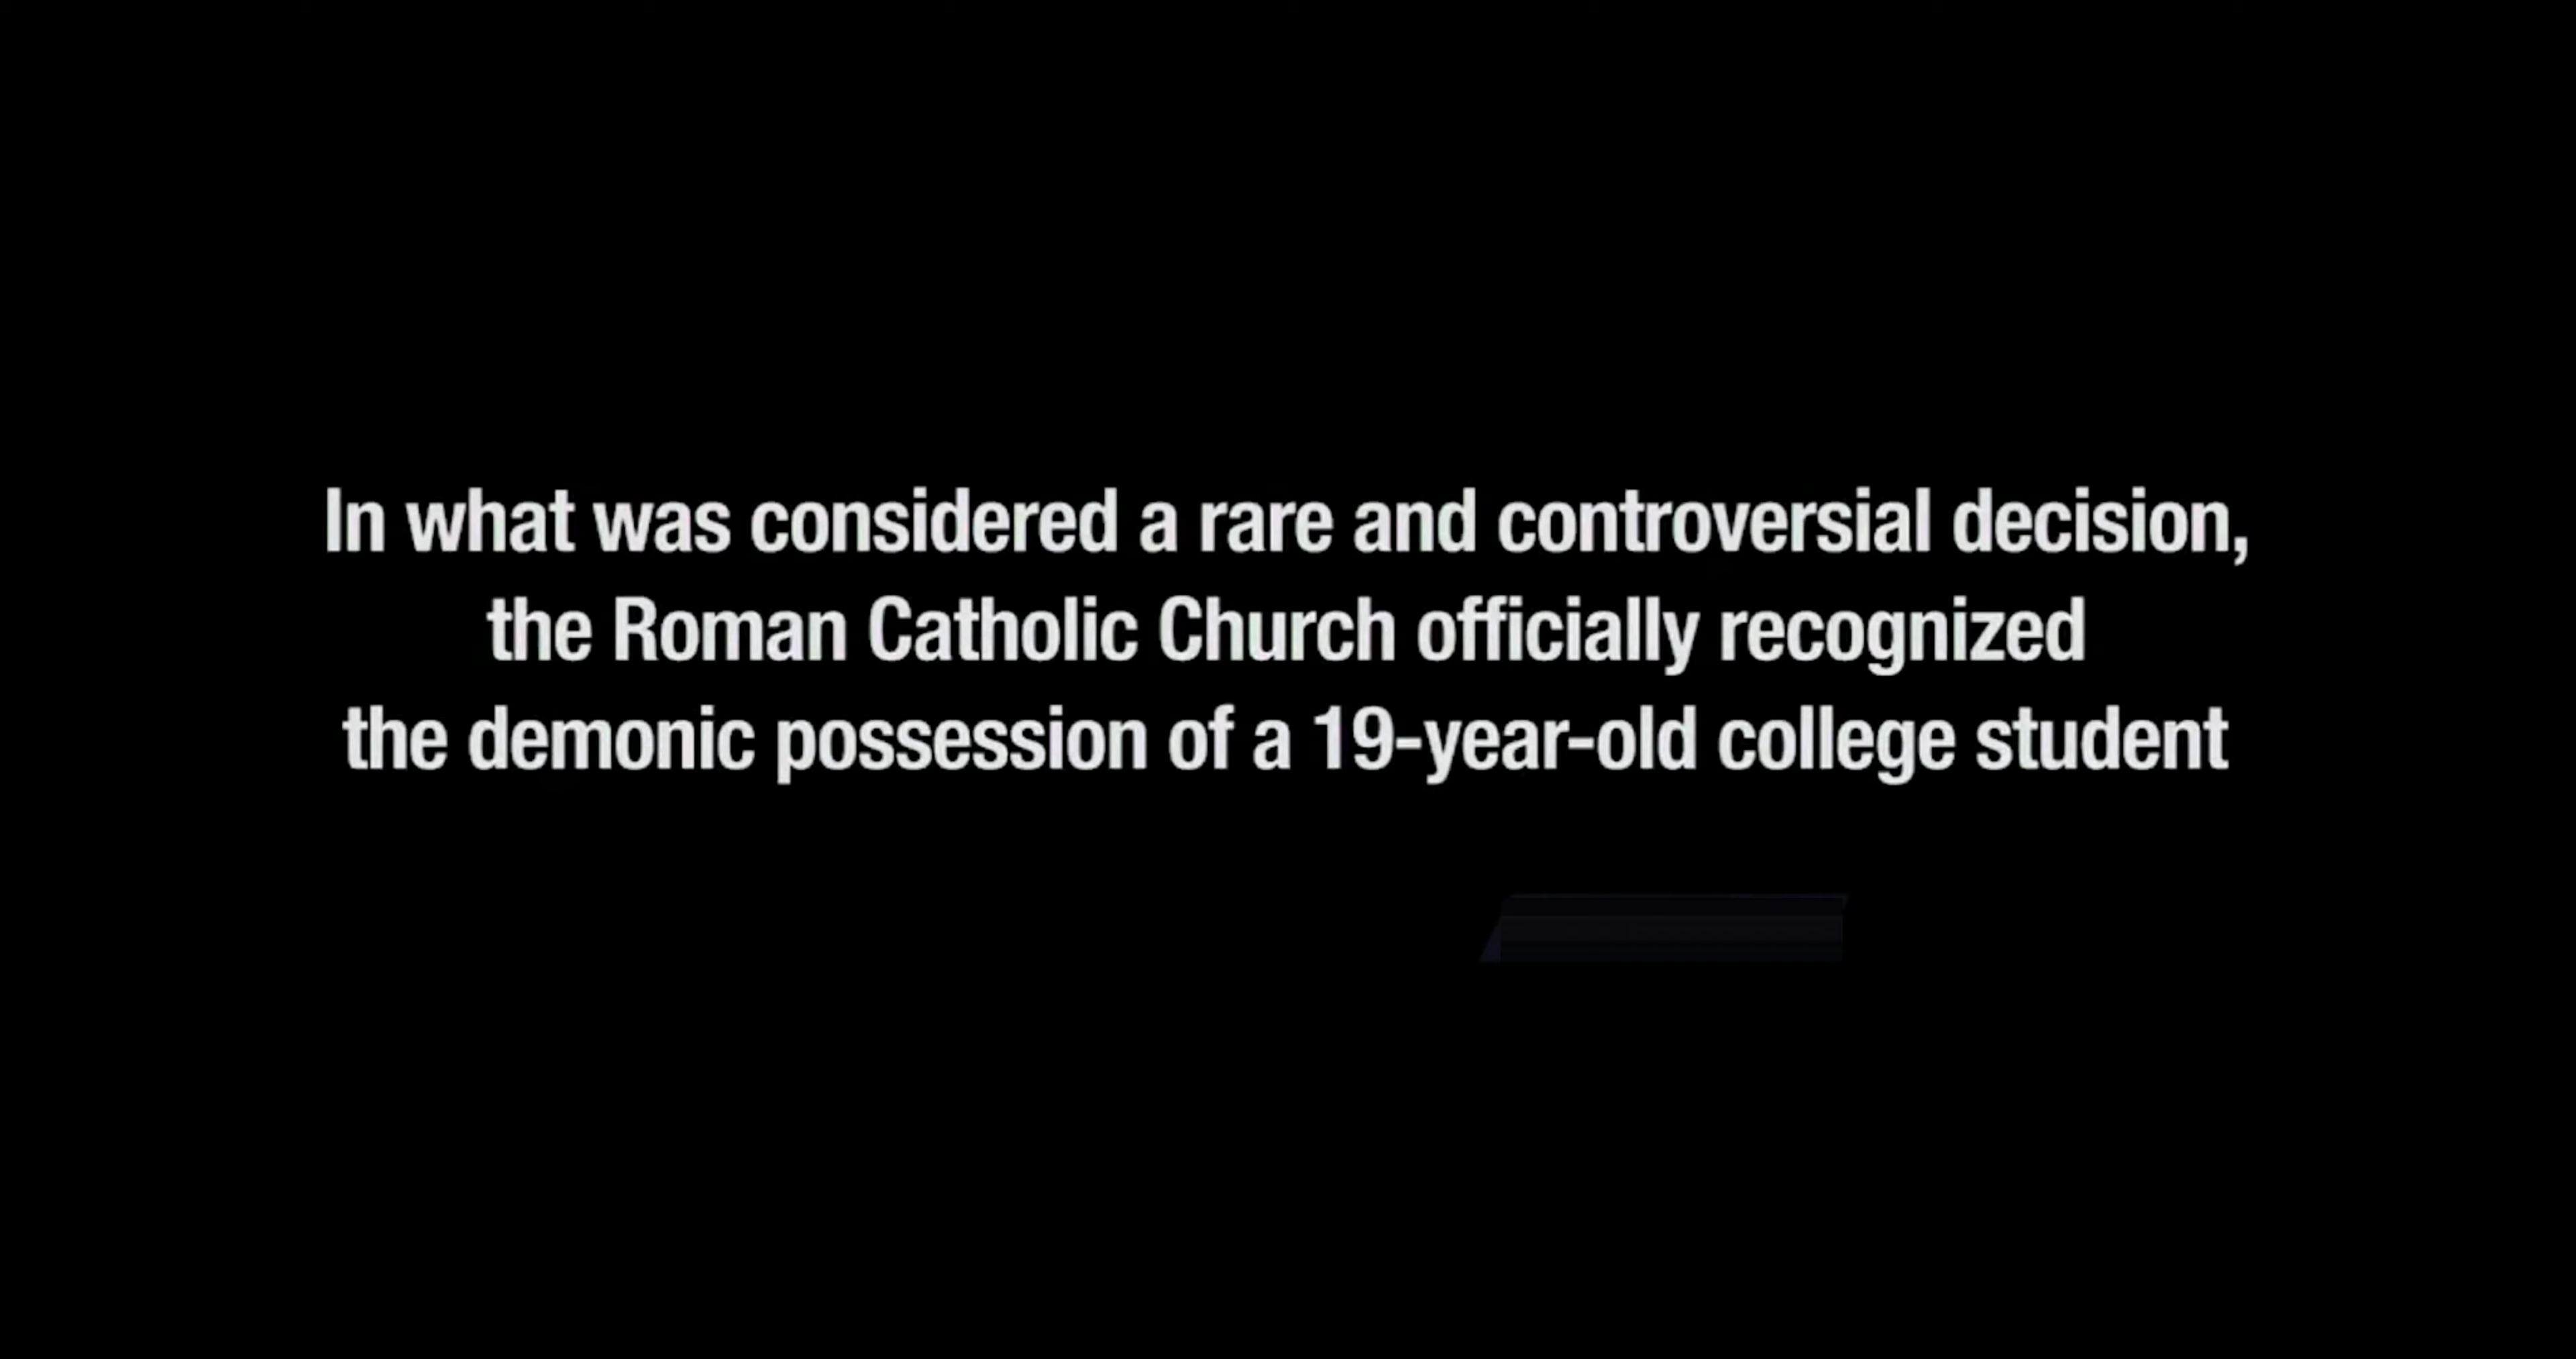 In what was considered a rare and controversial decision,
the Roman Catholic Church officially recognized
the demonic possession of a 19-year-old college student